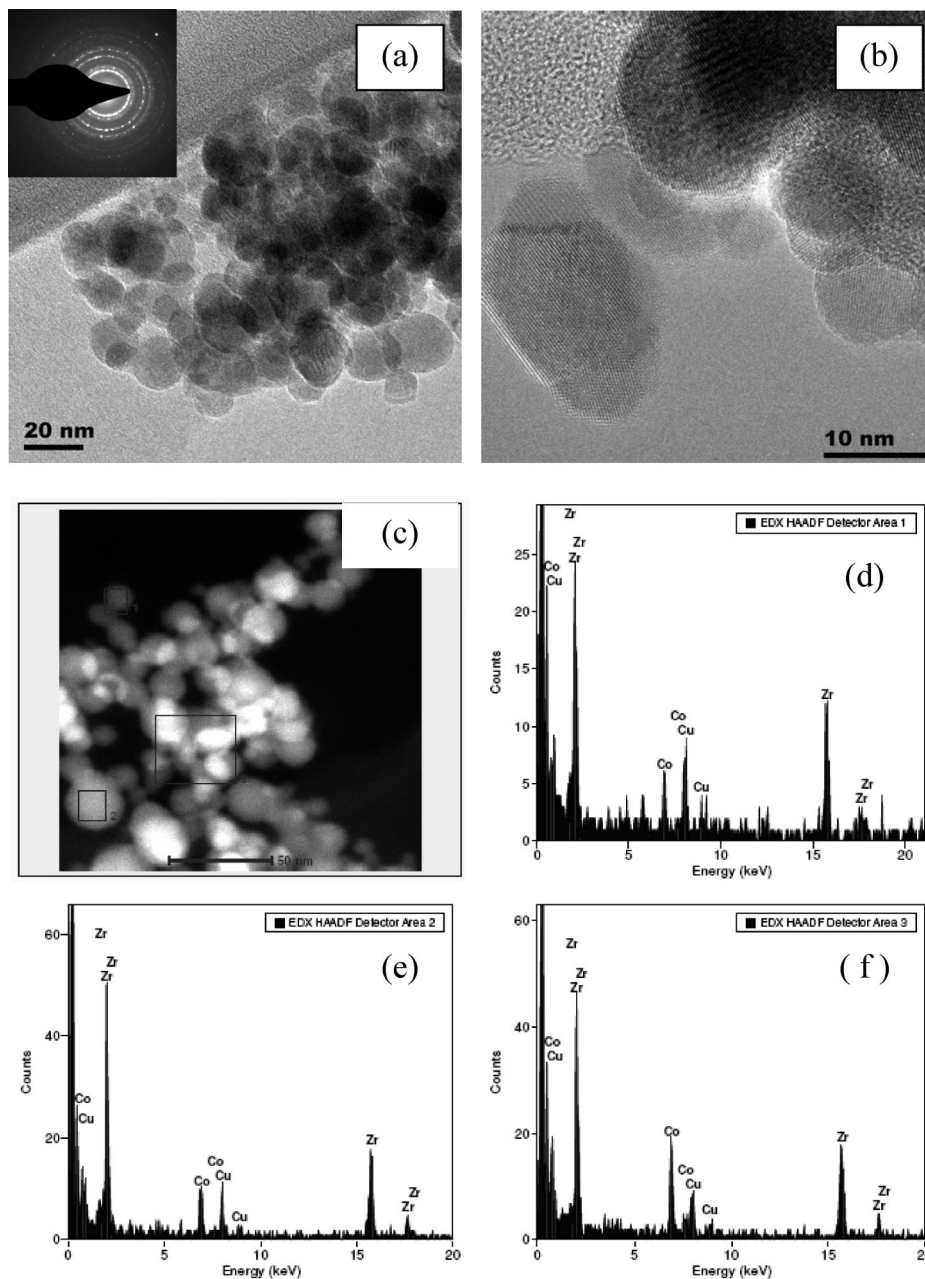 (a)
20 nm
(b)
10 nm
(c)
1
2
50 nm
EDX HAADF Detector Area 1
(d)
Counts
25
20
15
10
5
0
Zr
Zr
Zr
Co
Cu
Co
Co
Cu
Cu
Zr
Zr
Zr
0
5
10
15
20
Energy (keV)
EDX HAADF Detector Area 2
(e)
Counts
60
40
20
0
Zr
Zr
Zr
Co
Cu
Co
Co
Cu
Cu
Zr
Zr
Zr
0
5
10
15
20
Energy (keV)
EDX HAADF Detector Area 3
( f )
Counts
60
40
20
0
Zr
Zr
Zr
Co
Cu
Co
Co
Cu
Cu
Zr
Zr
Zr
0
5
10
15
20
Energy (keV)